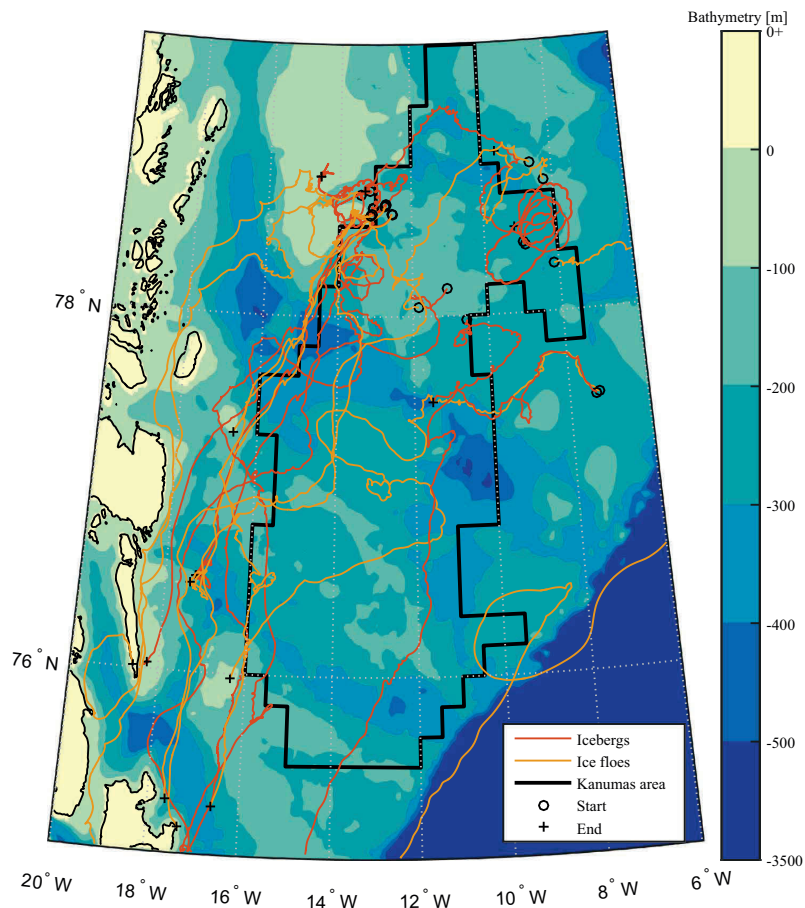 Bathymetry [m]
0+
0
-100
-200
-300
-400
-500
-3500
78 ° N
76 ° N
Icebergs
Ice floes
Kanumas area
Start
End
20 ° W
18 ° W
16 ° W
14 ° W
12 ° W
10 ° W
8 ° W
6 ° W